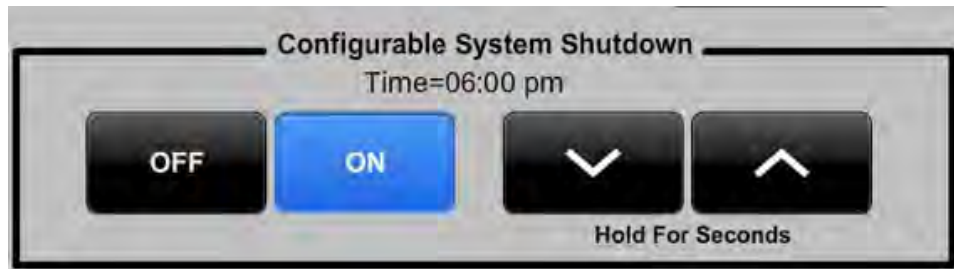 Configurable System Shutdown
Time=06:00 pm
OFF ON
Hold For Seconds